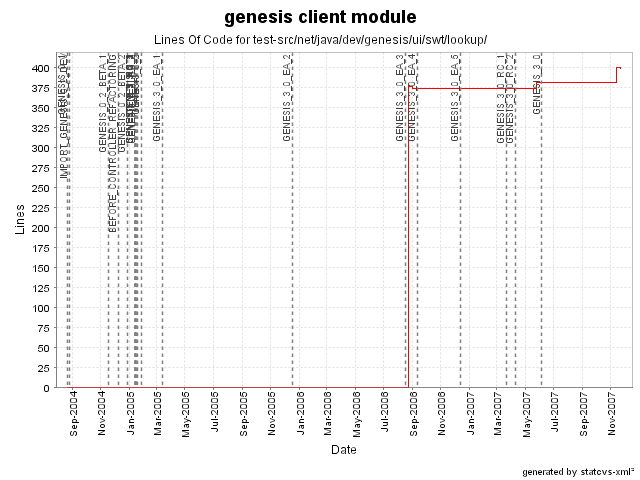 genesis client module
Lines Of Code for test-src/net/java/dev/genesis/ui/swt/lookup/
Lines
400
375
350
325
300
275
250
225
200
175
150
125
100
75
50
25
0
GENESIS_0_2_BETA_1
BEFORE_CONTROLLER_REFACTORING
GENESIS_0_2_BETA_2
GENESIS_3_0_EA_1
GENESIS_3_0_EA_2
GENESIS_3_0_EA_3
GENESIS_3_0_EA_4
GENESIS_3_0_EA_5
GENESIS_3_0_RC_1
GENESIS_3_0_RC_2
GENESIS_3_0
Sep-2004
Nov-2004
Jan-2005
Mar-2005
May-2005
Jul-2005
Sep-2005
Nov-2005
Jan-2006
Mar-2006
May-2006
Jul-2006
Sep-2006
Nov-2006
Jan-2007
Mar-2007
May-2007
Jul-2007
Sep-2007
Nov-2007
Date
generated by statcvs-xml²